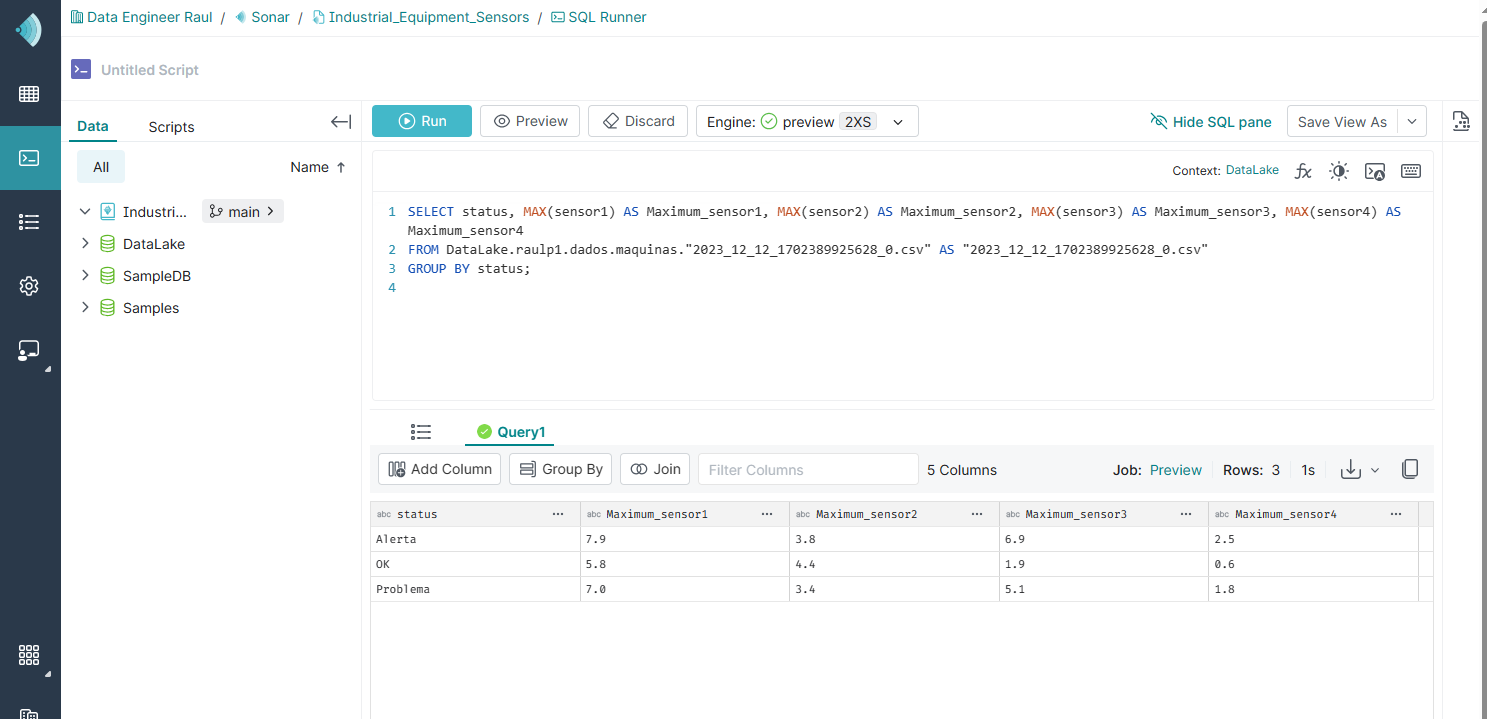 Data Engineer Raul / Sonar / Industrial_Equipment_Sensors / SQL Runner
Untitled Script
Data Scripts
Run Preview Discard Engine: preview 2XS Hide SQL pane Save View As
All Name ↑
Industri... main >
DataLake
SampleDB
Samples
Context: DataLake fx
1 SELECT status, MAX(sensor1) AS Maximum_sensor1, MAX(sensor2) AS Maximum_sensor2, MAX(sensor3) AS Maximum_sensor3, MAX(sensor4) AS
Maximum_sensor4
2 FROM DataLake.raulp1.dados.maquinas."2023_12_12_1702389925628_0.csv" AS "2023_12_12_1702389925628_0.csv"
3 GROUP BY status;
4
Query1
Add Column Group By Join Filter Columns 5 Columns Job: Preview Rows: 3 1s
abc status ... abc Maximum_sensor1 ... abc Maximum_sensor2 ... abc Maximum_sensor3 ... abc Maximum_sensor4 ...
Alerta 7.9 3.8 6.9 2.5
OK 5.8 4.4 1.9 0.6
Problema 7.0 3.4 5.1 1.8